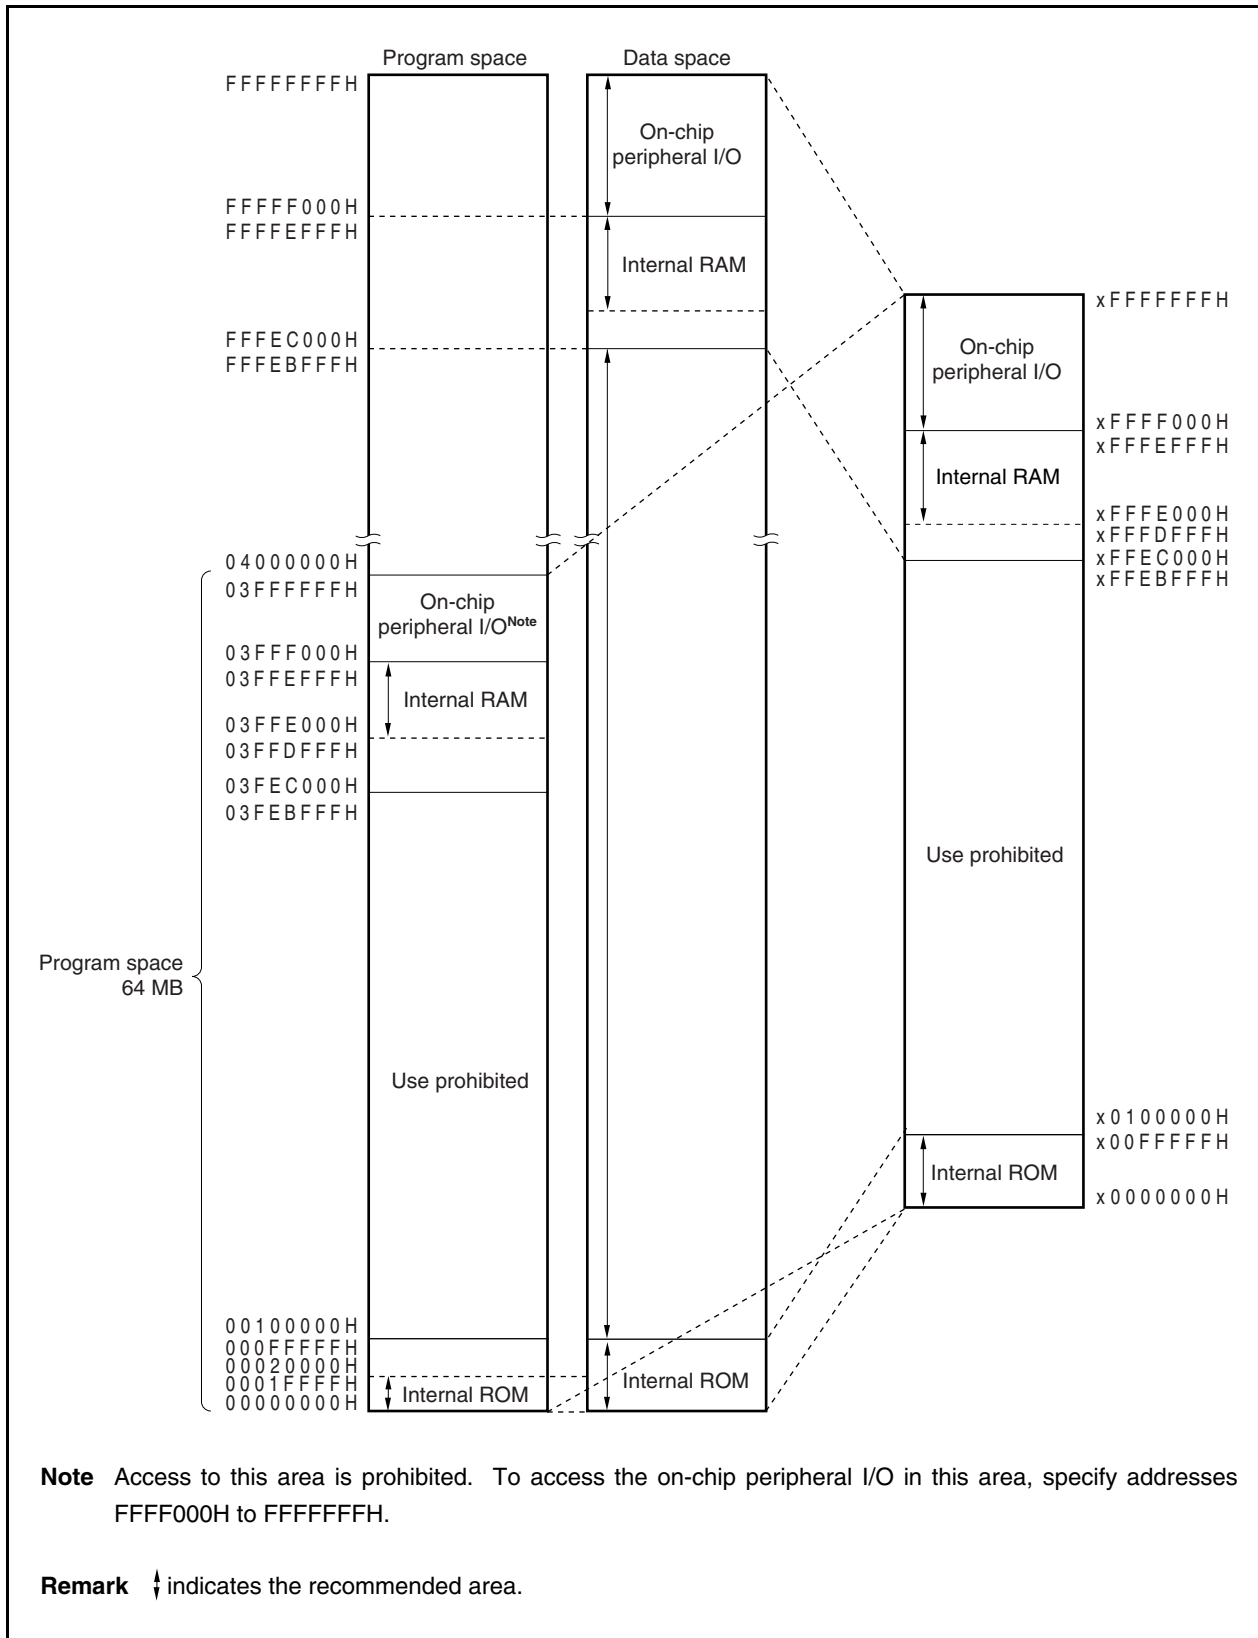 Program space
Data space
FFFFFFFFH
On-chip
peripheral I/O
FFFFF000H
FFFFEFFFH
Internal RAM
FFFEC000H
FFFEBFFFH
xFFFFFFFH
On-chip
peripheral I/O
xFFFF000H
xFFFEFFFH
Internal RAM
xFFFE000H
xFFFDFFFH
xFFEC000H
xFFEBFFFH
04000000H
03FFFFFFH
On-chip
peripheral I/ONote
03FFF000H
03FFEFFFH
Internal RAM
03FFE000H
03FFDFFFH
03FEC000H
03FEBFFFH
Use prohibited
Program space
64 MB
Use prohibited
x0100000H
x00FFFFFH
Internal ROM
x0000000H
00100000H
000FFFFFH
00020000H
0001FFFFH
00000000H
Internal ROM
Internal ROM
Note Access to this area is prohibited. To access the on-chip peripheral I/O in this area, specify addresses
FFFF000H to FFFFFFFH.
Remark indicates the recommended area.